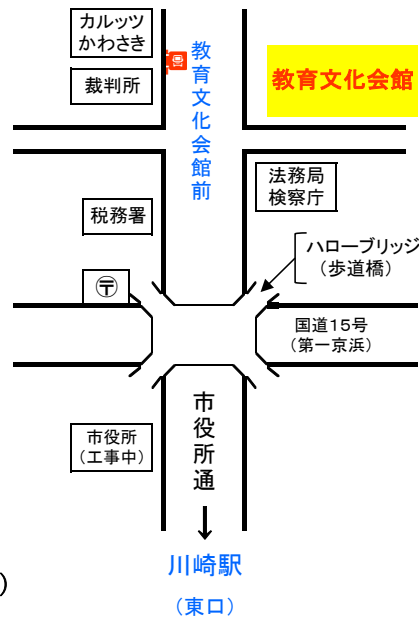 カルッツ
かわさき
裁判所
教育文化会館前
教育文化会館
法務局
検察庁
税務署
ハローブリッジ
（歩道橋）
〒
国道15号
（第一京浜）
市役所
（工事中）
市役所通
川崎駅
（東口）
）